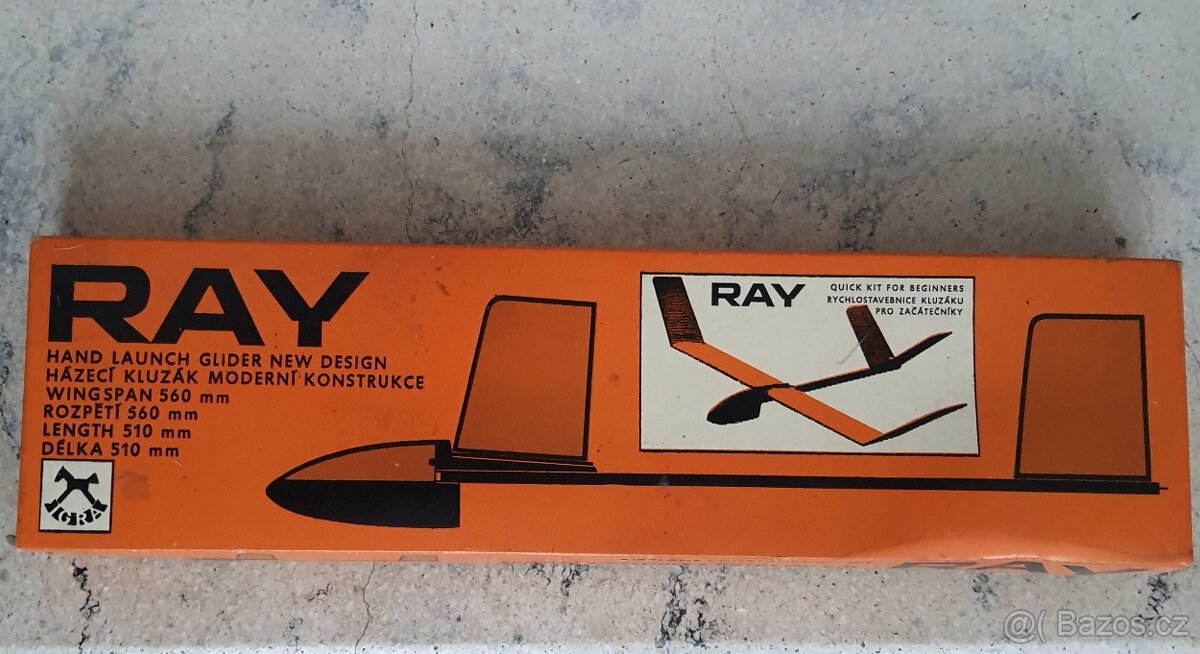 RAY
HAND LAUNCH GLIDER NEW DESIGN
HÁZECÍ KLUZÁK MODERNÍ KONSTRUKCE
WINGSPAN 560 mm
ROZPĚTÍ 560 mm
LENGTH 510 mm
DÉLKA 510 mm
IGRA
RAY
QUICK KIT FOR BEGINNERS
RYCHLOSTAVEBNICE KLUZÁKU
PRO ZAČÁTEČNÍKY
RAY
@( Bazos.cz